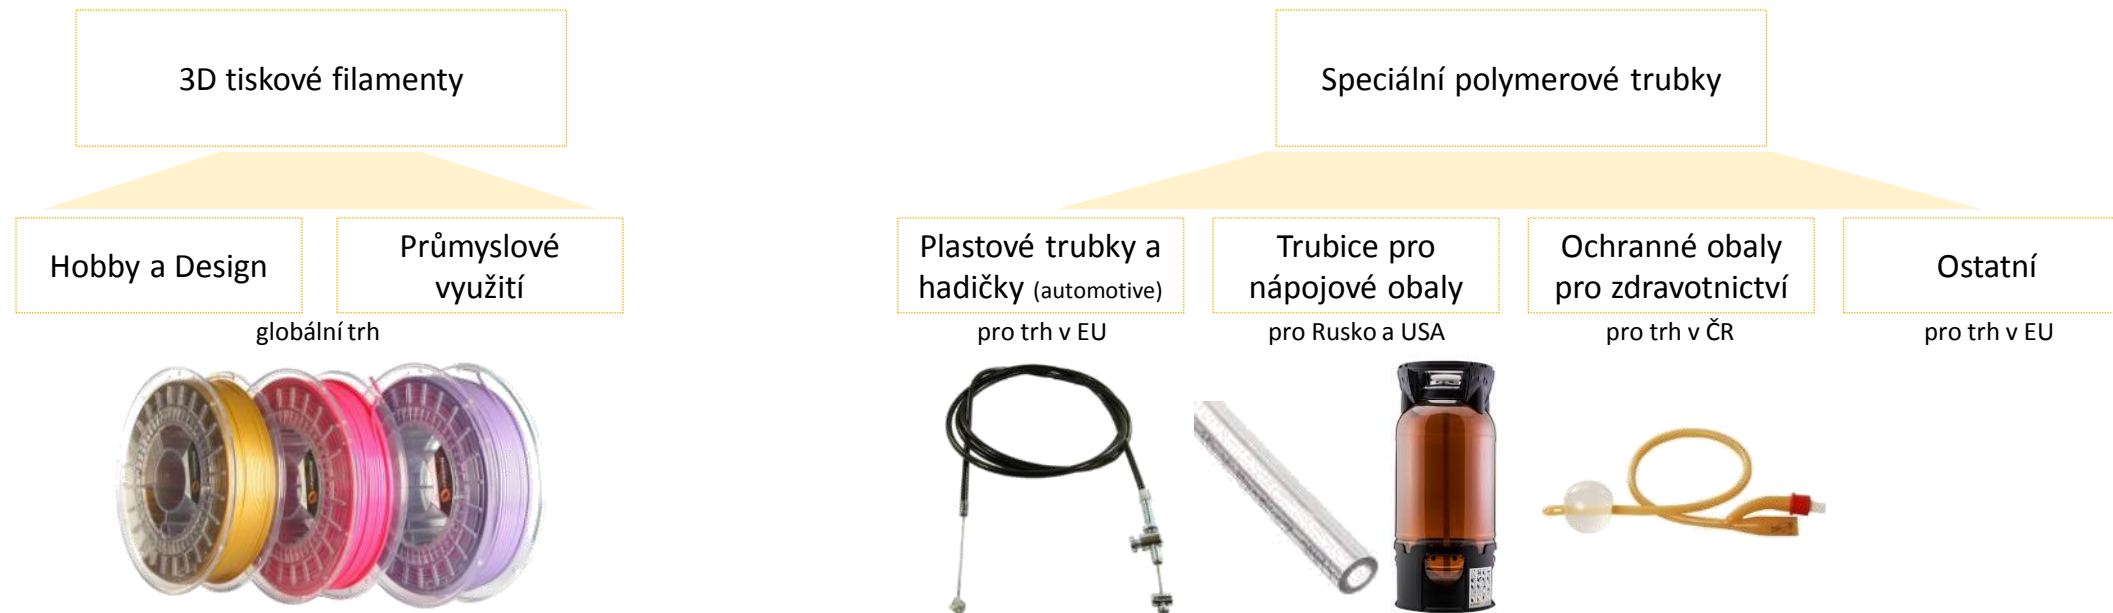 3D tiskové filamenty
Speciální polymerové trubky
Hobby a Design
Průmyslové
využití
globální trh
Plastové trubky a
hadičky (automotive)
pro trh v EU
Trubice pro
nápojové obaly
pro Rusko a USA
Ochranné obaly
pro zdravotnictví
pro trh v ČR
Ostatní
pro trh v EU